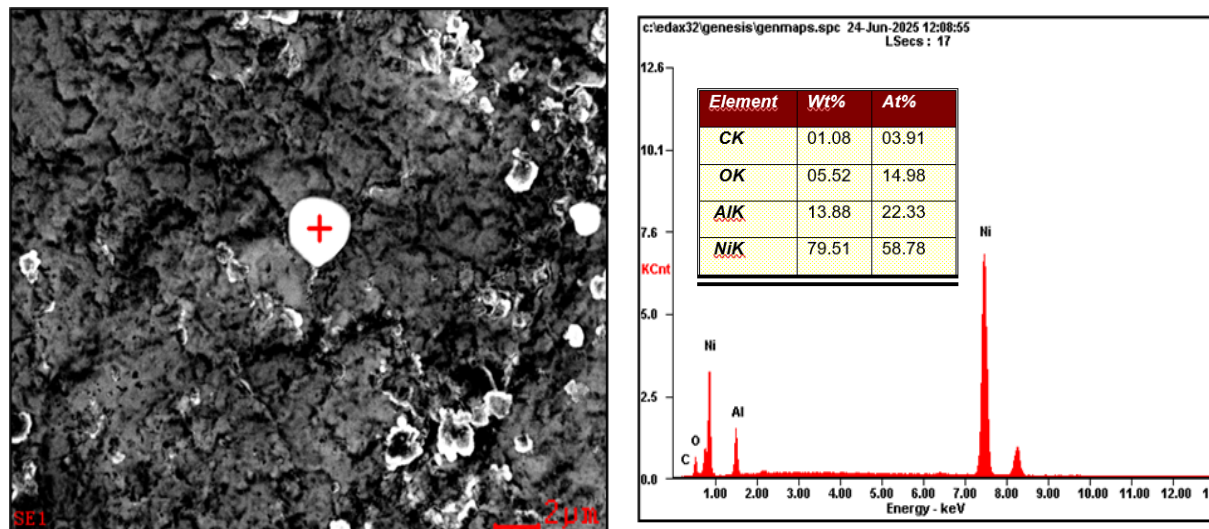 SE1
2µm
c:\edax32\genesis\genmaps.spc 24-Jun-2025 12:08:55
LSecs : 17
12.6
10.1
7.6
KCnt
5.0
2.5
0.0
Element Wt% At%
CK 01.08 03.91
OK 05.52 14.98
AlK 13.88 22.33
NiK 79.51 58.78
C
O
Ni
Al
Ni
1.00 2.00 3.00 4.00 5.00 6.00 7.00 8.00 9.00 10.00 11.00 12.00
Energy - keV